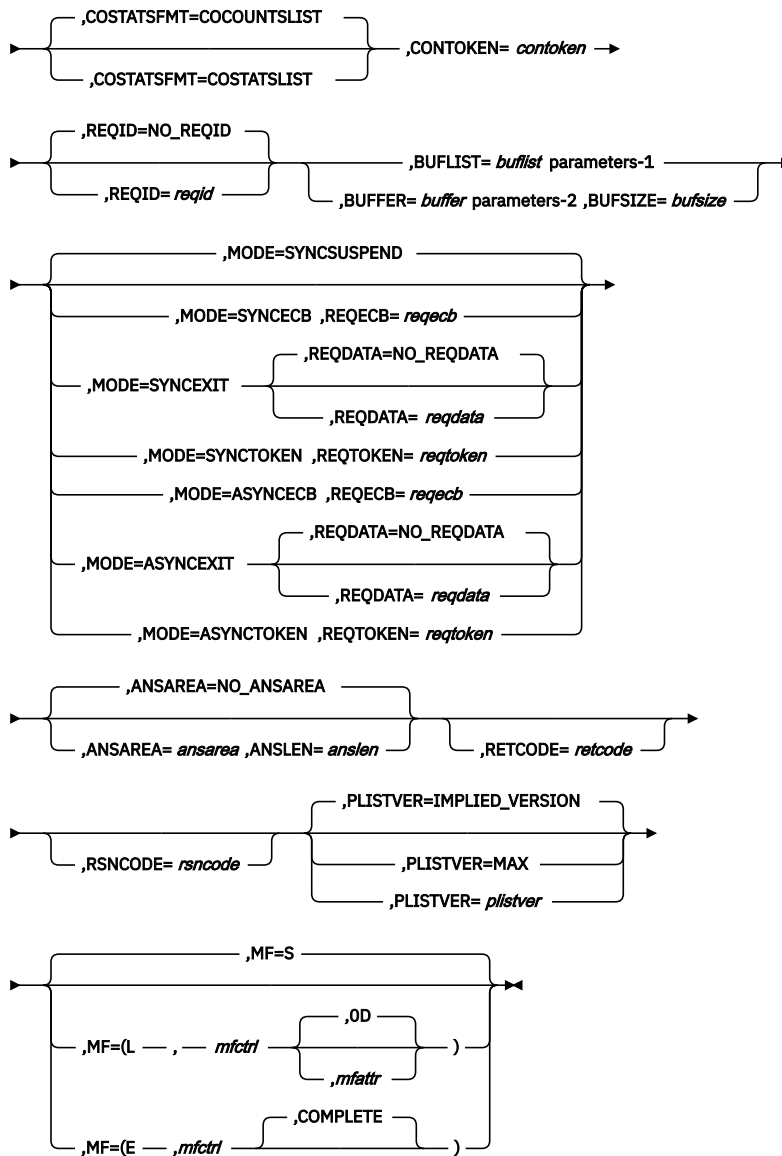 ,COSTATSFMT=COCOUNTSLIST
,CONTOKEN= contoken
,COSTATSFMT=COSTATSLIST
,REQID=NO_REQID
,REQID= reqid
,BUFLIST= buflist parameters-1
,BUFFER= buffer parameters-2 ,BUFSIZE= bufsize
,MODE=SYNCSUSPEND
,MODE=SYNCECB ,REQECB= reqecb
,MODE=SYNCEXIT
,REQDATA=NO_REQDATA
,REQDATA= reqdata
,MODE=SYNCTOKEN ,REQTOKEN= reqtoken
,MODE=ASYNCECB ,REQECB= reqecb
,MODE=ASYNCEXIT
,REQDATA=NO_REQDATA
,REQDATA= reqdata
,MODE=ASYNCTOKEN ,REQTOKEN= reqtoken
,ANSAREA=NO_ANSAREA
,ANSAREA= ansarea ,ANSLEN= anslen
,RETCODE= retcode
,RSNCODE= rsncode
,PLISTVER=IMPLIED_VERSION
,PLISTVER=MAX
,PLISTVER= plistver
,MF=S
,MF=(L , mfctrl
,0D
,mfattr
)
,MF=(E ,mfctrl
,COMPLETE
)